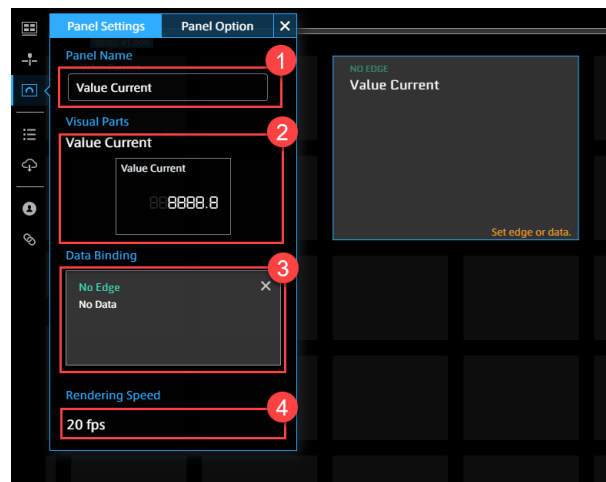 Panel Settings
Panel Option
Panel Name
1
Value Current
Visual Parts
2
Value Current
Value Current
8888.8
Data Binding
3
No Edge
No Data
Rendering Speed
4
20 fps
NO EDGE
Value Current
Set edge or data.